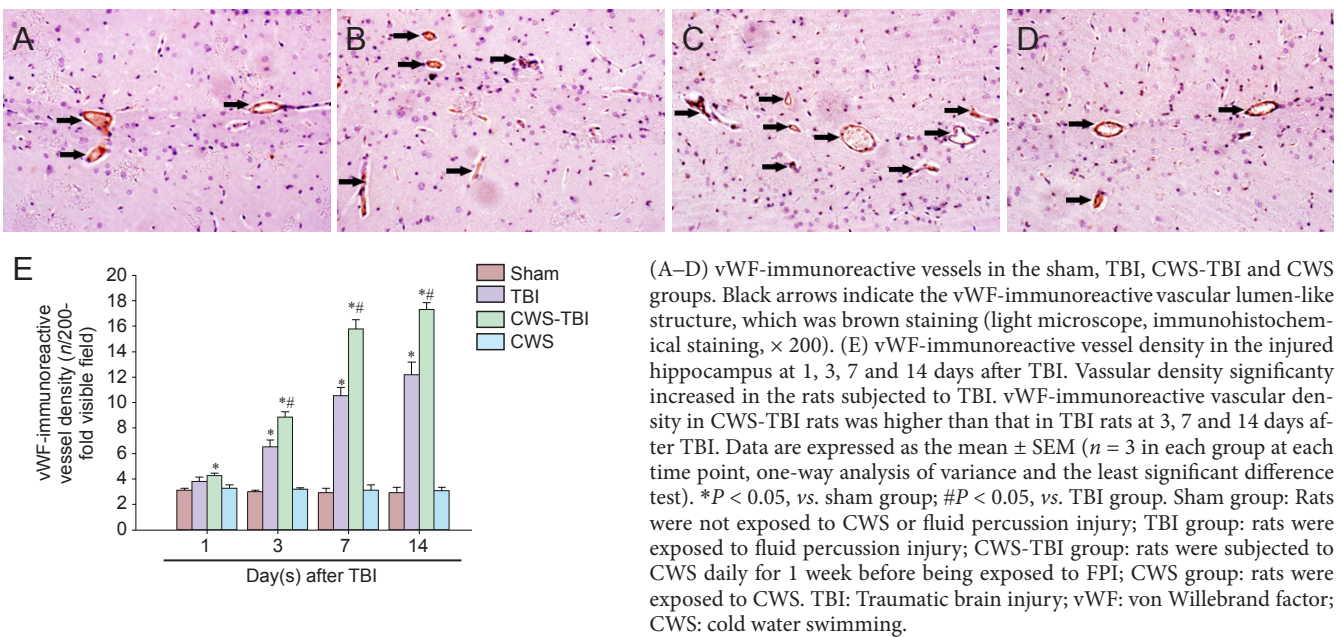 A
B
C
D
E
vWF-immunoreactive
vessel density (n/200-
fold visible field)
20
18
16
14
12
10
8
6
4
2
0
*
*
*#
*
*#
*
*#
1
3
7
14
Day(s) after TBI
Sham
TBI
CWS-TBI
CWS
(A–D) vWF-immunoreactive vessels in the sham, TBI, CWS-TBI and CWS
groups. Black arrows indicate the vWF-immunoreactive vascular lumen-like
structure, which was brown staining (light microscope, immunohistochem-
ical staining, × 200). (E) vWF-immunoreactive vessel density in the injured
hippocampus at 1, 3, 7 and 14 days after TBI. Vassular density significanty
increased in the rats subjected to TBI. vWF-immunoreactive vascular den-
sity in CWS-TBI rats was higher than that in TBI rats at 3, 7 and 14 days af-
ter TBI. Data are expressed as the mean ± SEM (n = 3 in each group at each
time point, one-way analysis of variance and the least significant difference
test). *P < 0.05, vs. sham group; #P < 0.05, vs. TBI group. Sham group: Rats
were not exposed to CWS or fluid percussion injury; TBI group: rats were
exposed to fluid percussion injury; CWS-TBI group: rats were subjected to
CWS daily for 1 week before being exposed to FPI; CWS group: rats were
exposed to CWS. TBI: Traumatic brain injury; vWF: von Willebrand factor;
CWS: cold water swimming.